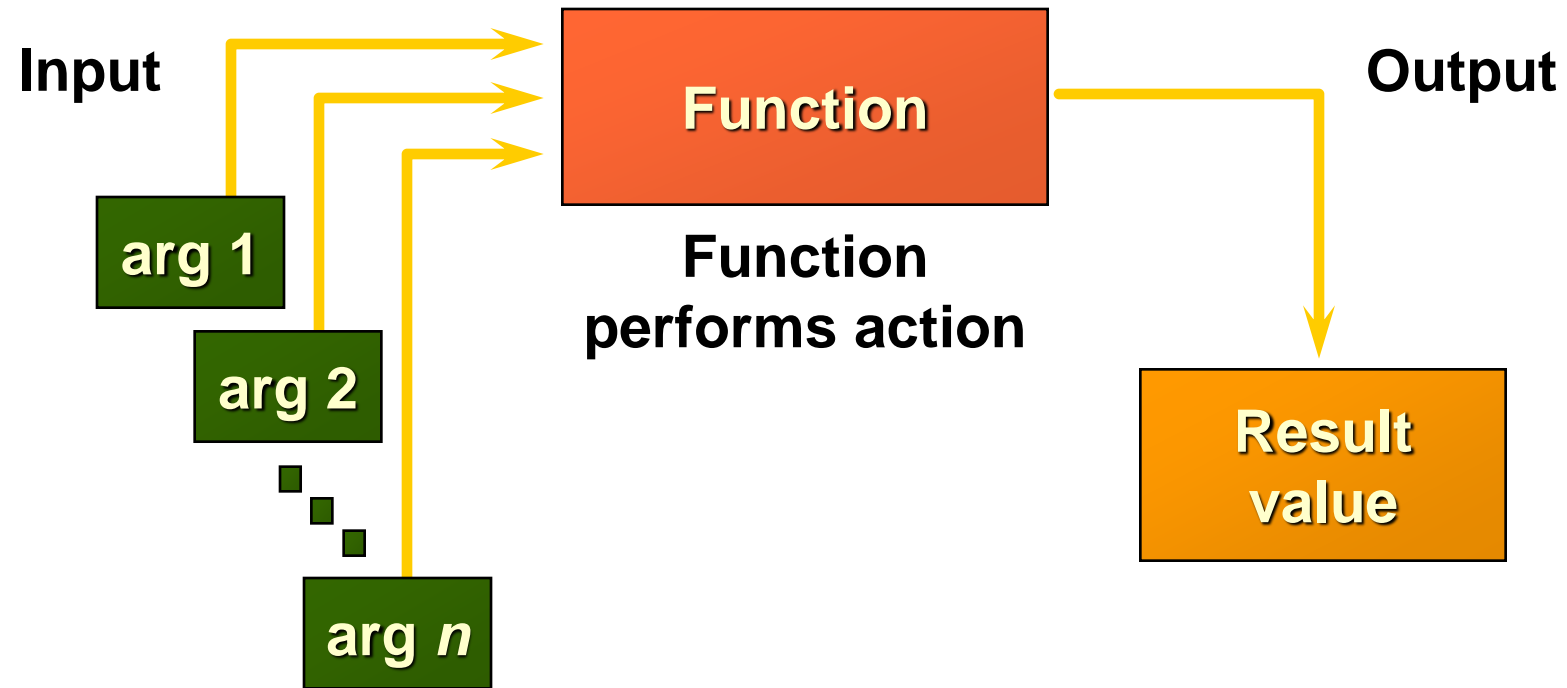 Input
Function
Output
arg 1
Function
performs action
arg 2
Result
value
arg n